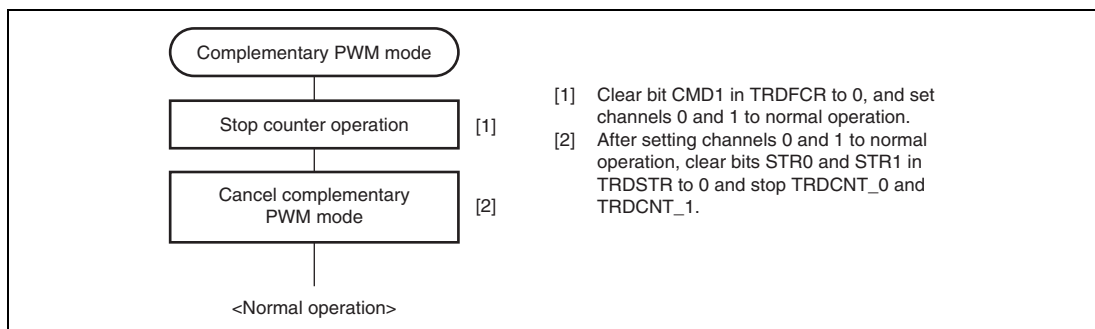 Complementary PWM mode
Stop counter operation [1]
Cancel complementary
PWM mode [2]
<Normal operation>
[1] Clear bit CMD1 in TRDFCR to 0, and set
channels 0 and 1 to normal operation.
[2] After setting channels 0 and 1 to normal
operation, clear bits STR0 and STR1 in
TRDSTR to 0 and stop TRDCNT_0 and
TRDCNT_1.